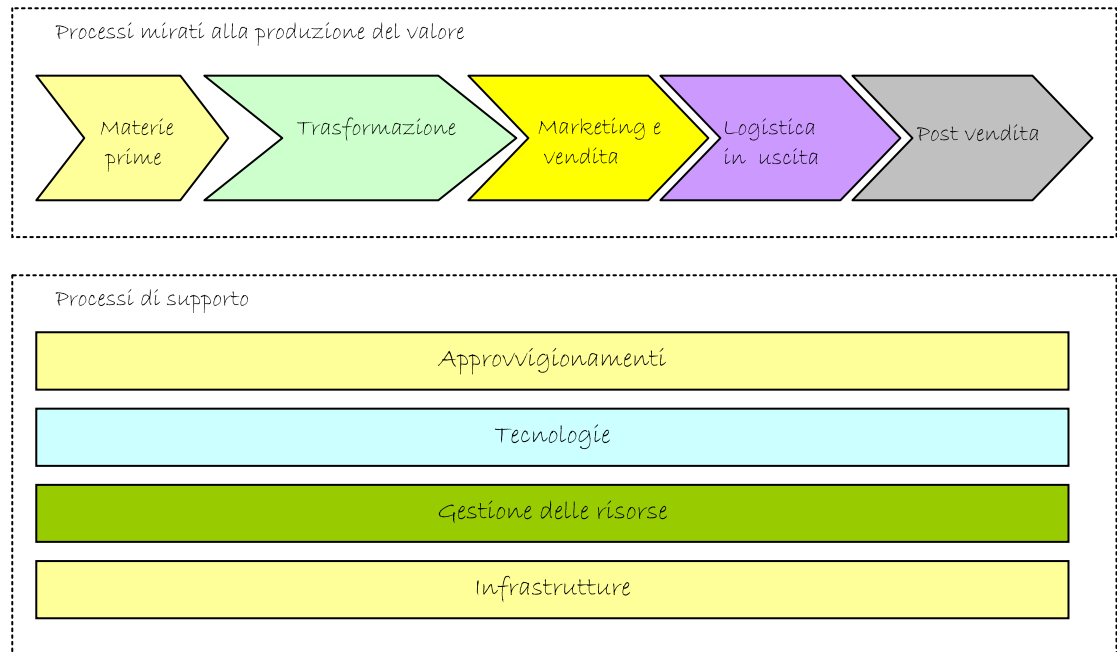 Processi mirati alla produzione del valore
Materie
prime
Trasformazione
Marketing e
vendita
Logistica
in uscita
Post vendita
Processi di supporto
Approvvigionamenti
Tecnologie
Gestione delle risorse
Infrastrutture